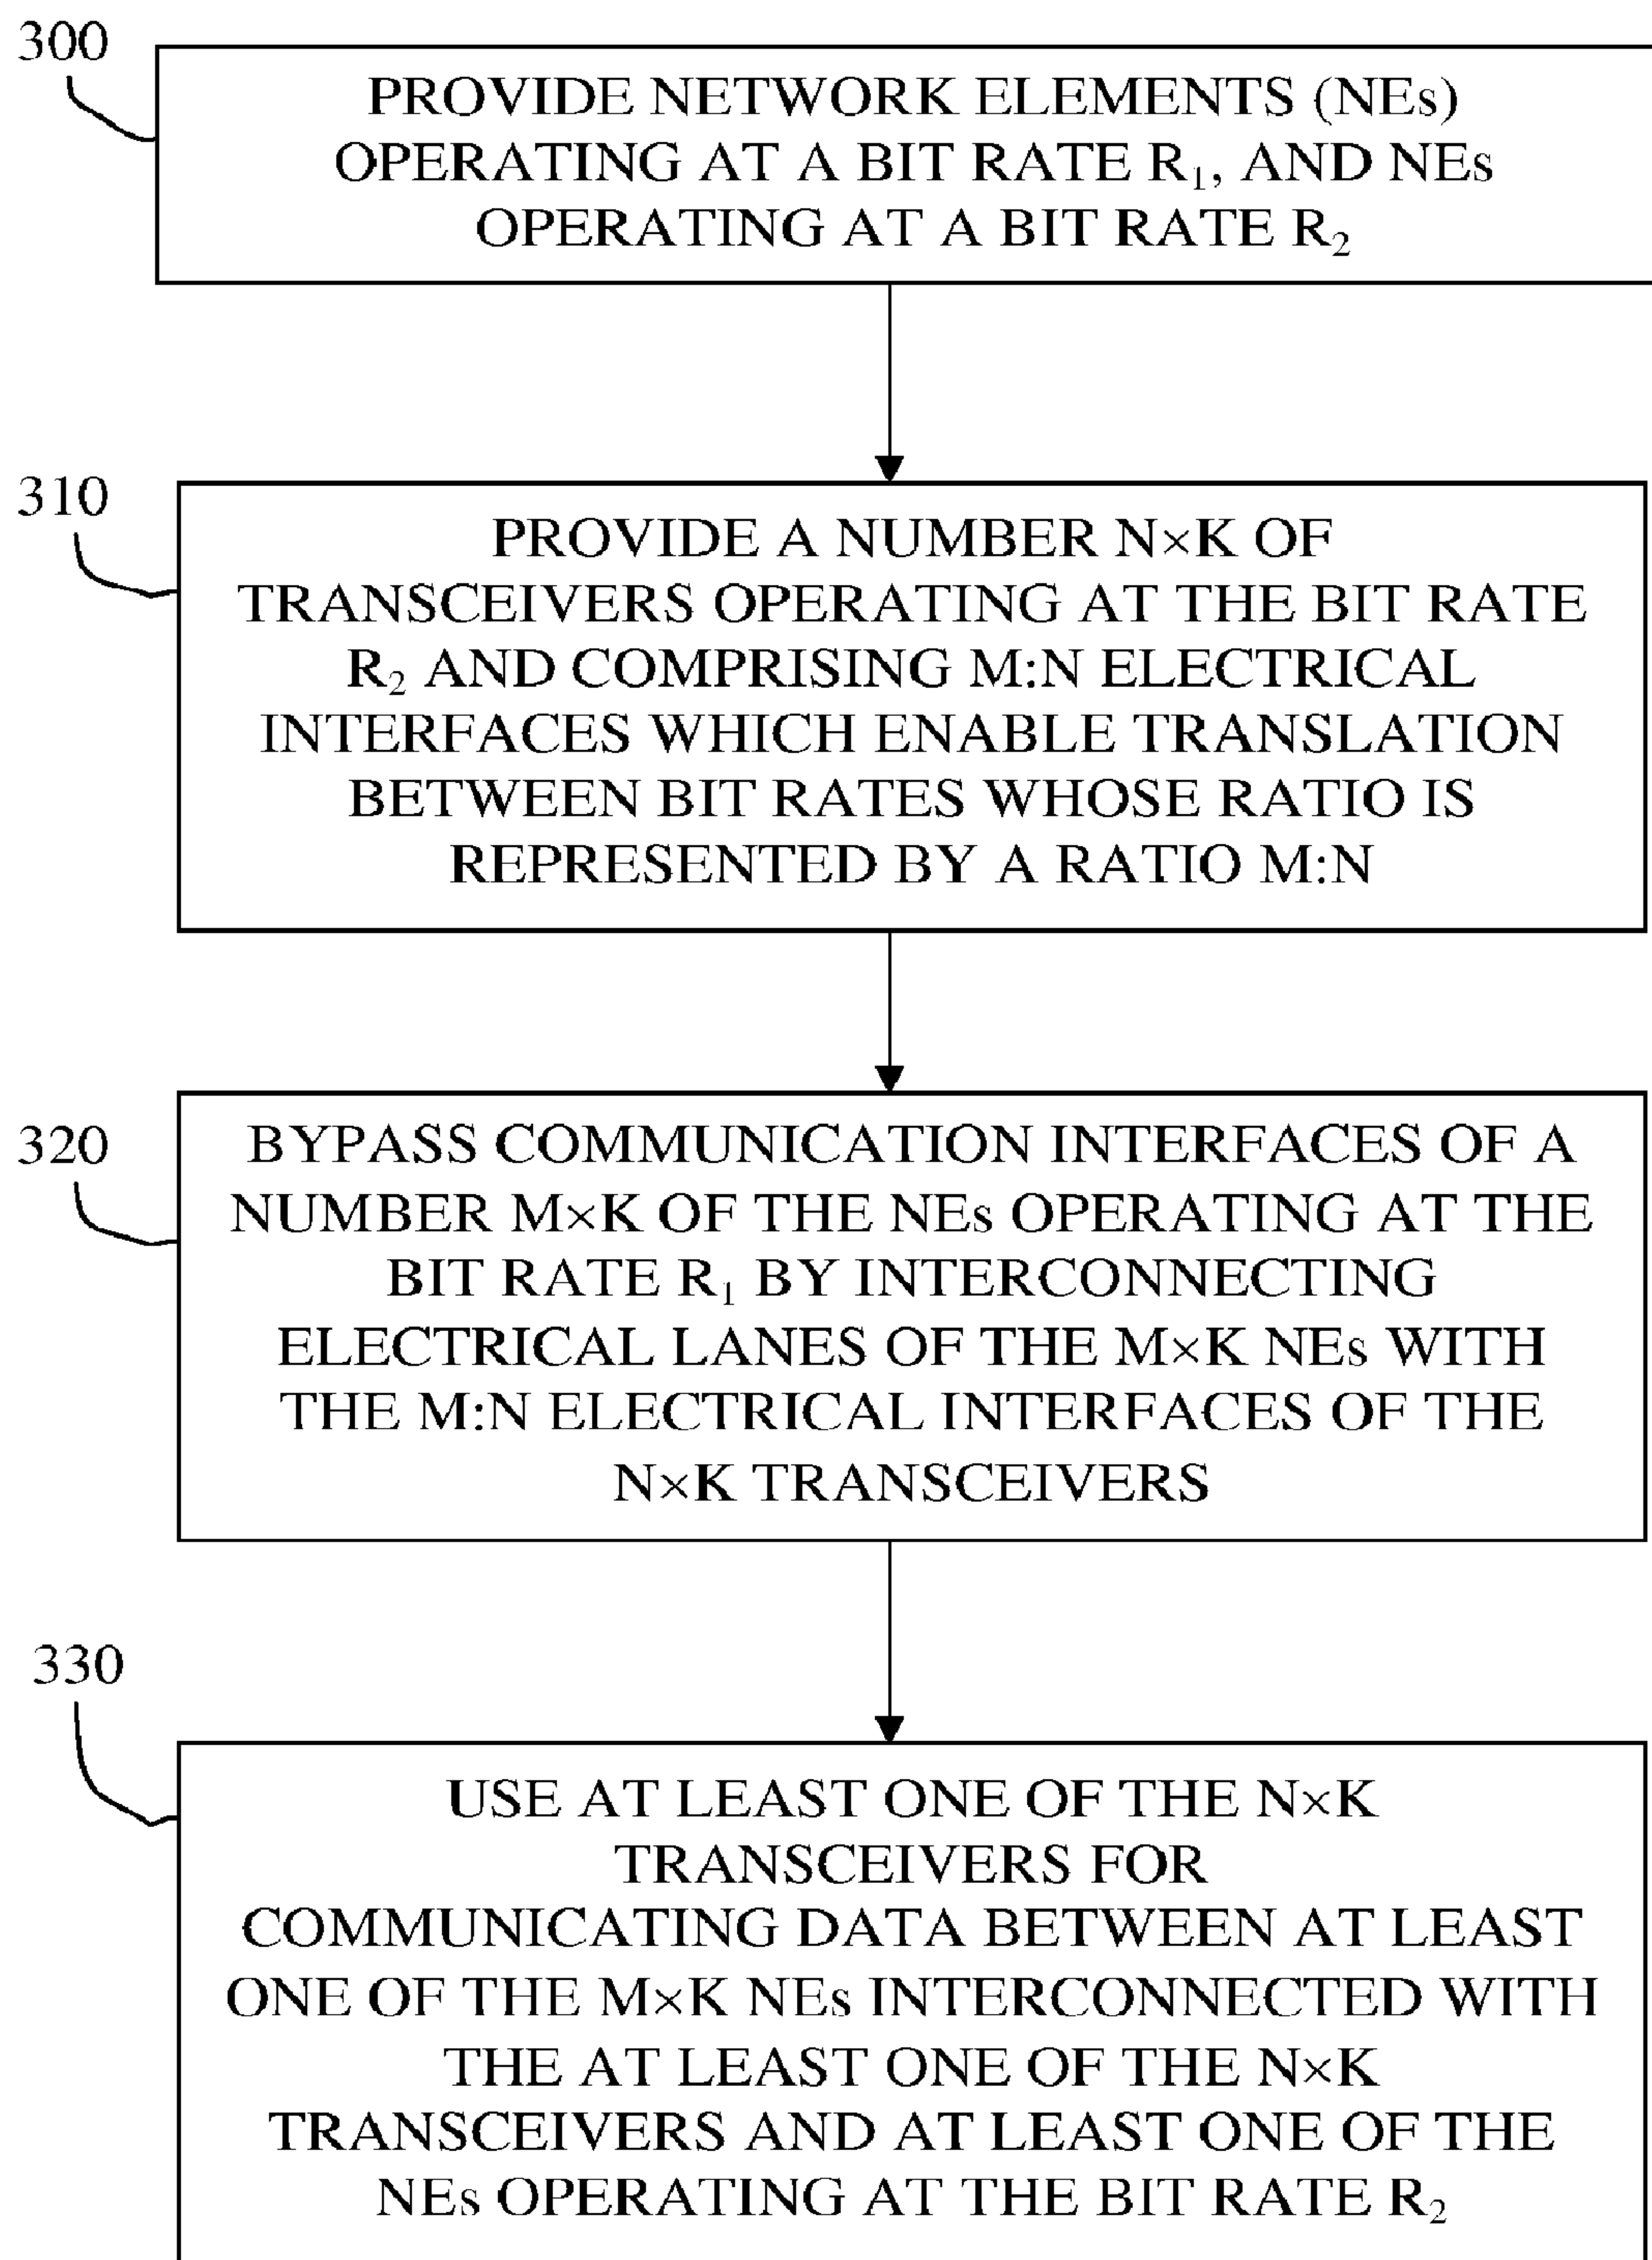 300
PROVIDE NETWORK ELEMENTS (NEs)
OPERATING AT A BIT RATE R₁, AND NEs
OPERATING AT A BIT RATE R₂
310
PROVIDE A NUMBER N×K OF
TRANSCEIVERS OPERATING AT THE BIT RATE
R₂ AND COMPRISING M:N ELECTRICAL
INTERFACES WHICH ENABLE TRANSLATION
BETWEEN BIT RATES WHOSE RATIO IS
REPRESENTED BY A RATIO M:N
320
BYPASS COMMUNICATION INTERFACES OF A
NUMBER M×K OF THE NEs OPERATING AT THE
BIT RATE R₁ BY INTERCONNECTING
ELECTRICAL LANES OF THE M×K NEs WITH
THE M:N ELECTRICAL INTERFACES OF THE
N×K TRANSCEIVERS
330
USE AT LEAST ONE OF THE N×K
TRANSCEIVERS FOR
COMMUNICATING DATA BETWEEN AT LEAST
ONE OF THE M×K NEs INTERCONNECTED WITH
THE AT LEAST ONE OF THE N×K
TRANSCEIVERS AND AT LEAST ONE OF THE
NEs OPERATING AT THE BIT RATE R₂